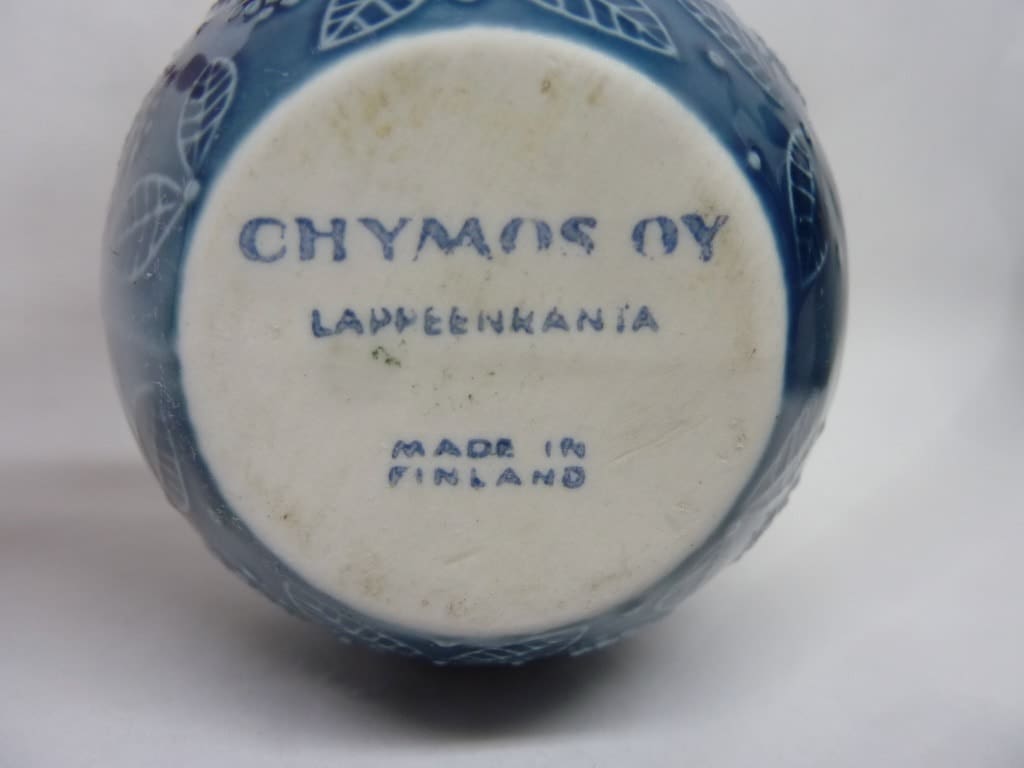 CHYMOS OY
LAPPEENRANTA
MADE IN
FINLAND